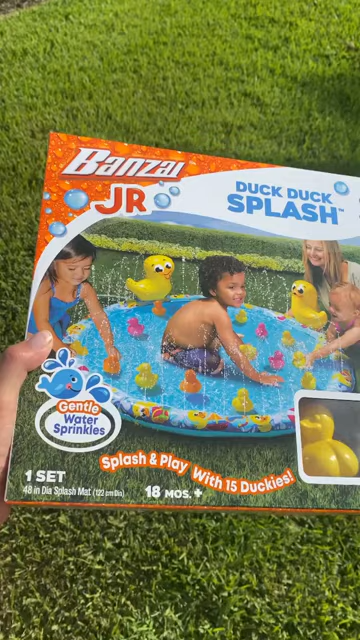 Banzai
JR
DUCK DUCK
SPLASH™
Gentle
Water
Sprinkles
Splash & Play With 15 Duckies!
1 SET
48 in Dia Splash Mat (122 cm Dia)
18 MOS. +